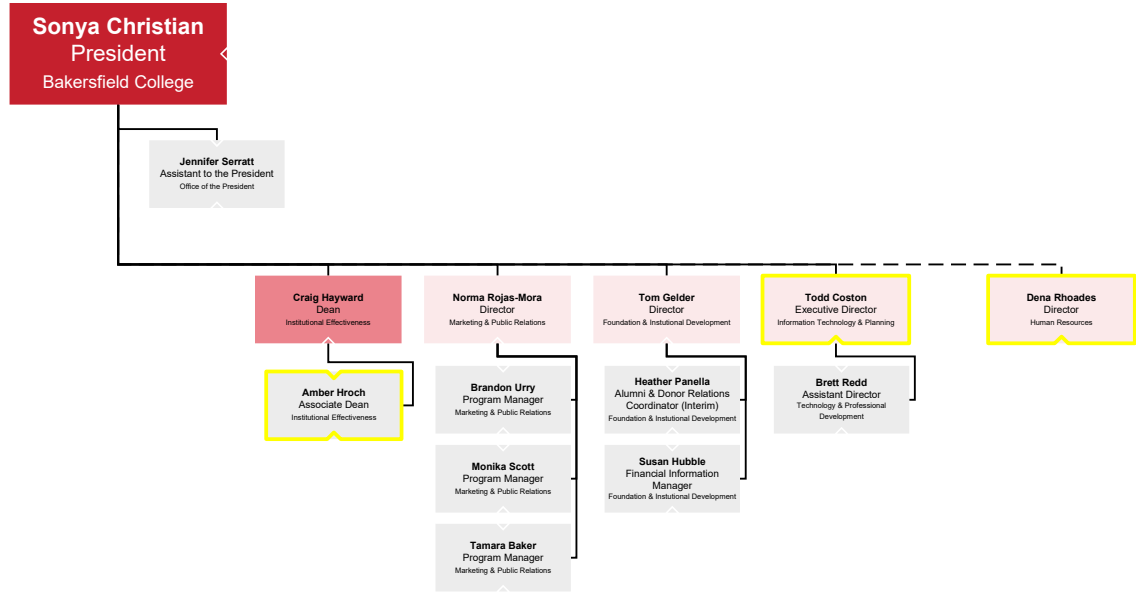 Sonya Christian
President
Bakersfield College
Jennifer Serratt
Assistant to the President
Office of the President
Craig Hayward
Dean
Institutional Effectiveness
Norma Rojas-Mora
Director
Marketing & Public Relations
Tom Gelder
Director
Foundation & Instutional Development
Todd Coston
Executive Director
Information Technology & Planning
Dena Rhoades
Director
Human Resources
Amber Hroch
Associate Dean
Institutional Effectiveness
Brandon Urry
Program Manager
Marketing & Public Relations
Heather Panella
Alumni & Donor Relations
Coordinator (Interim)
Foundation & Instutional Development
Brett Redd
Assistant Director
Technology & Professional
Development
Monika Scott
Program Manager
Marketing & Public Relations
Susan Hubble
Financial Information
Manager
Foundation & Instutional Development
Tamara Baker
Program Manager
Marketing & Public Relations